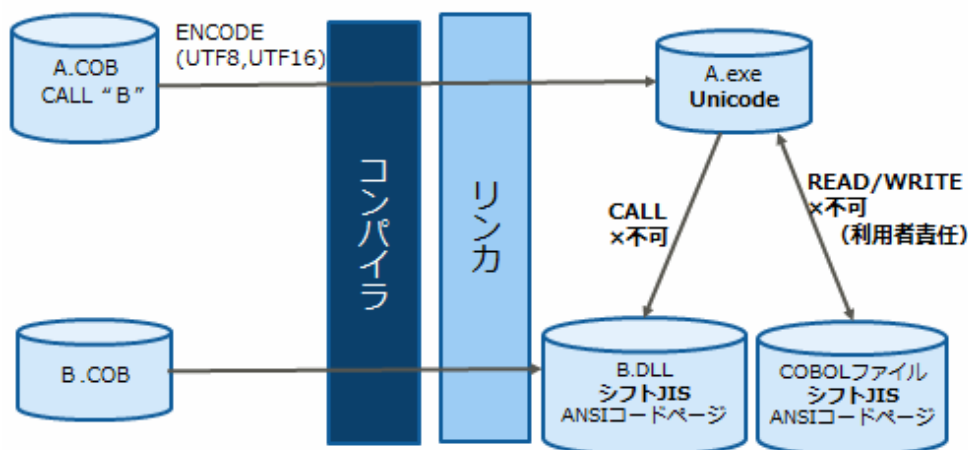 ENCODE
(UTF8,UTF16)
A.COB
CALL “B”
コンパイラ
リンカ
A.exe
Unicode
CALL
×不可
READ/WRITE
×不可
（利用者責任）
B.COB
B.DLL
シフトJIS
ANSIコードページ
COBOLファイル
シフトJIS
ANSIコードページ